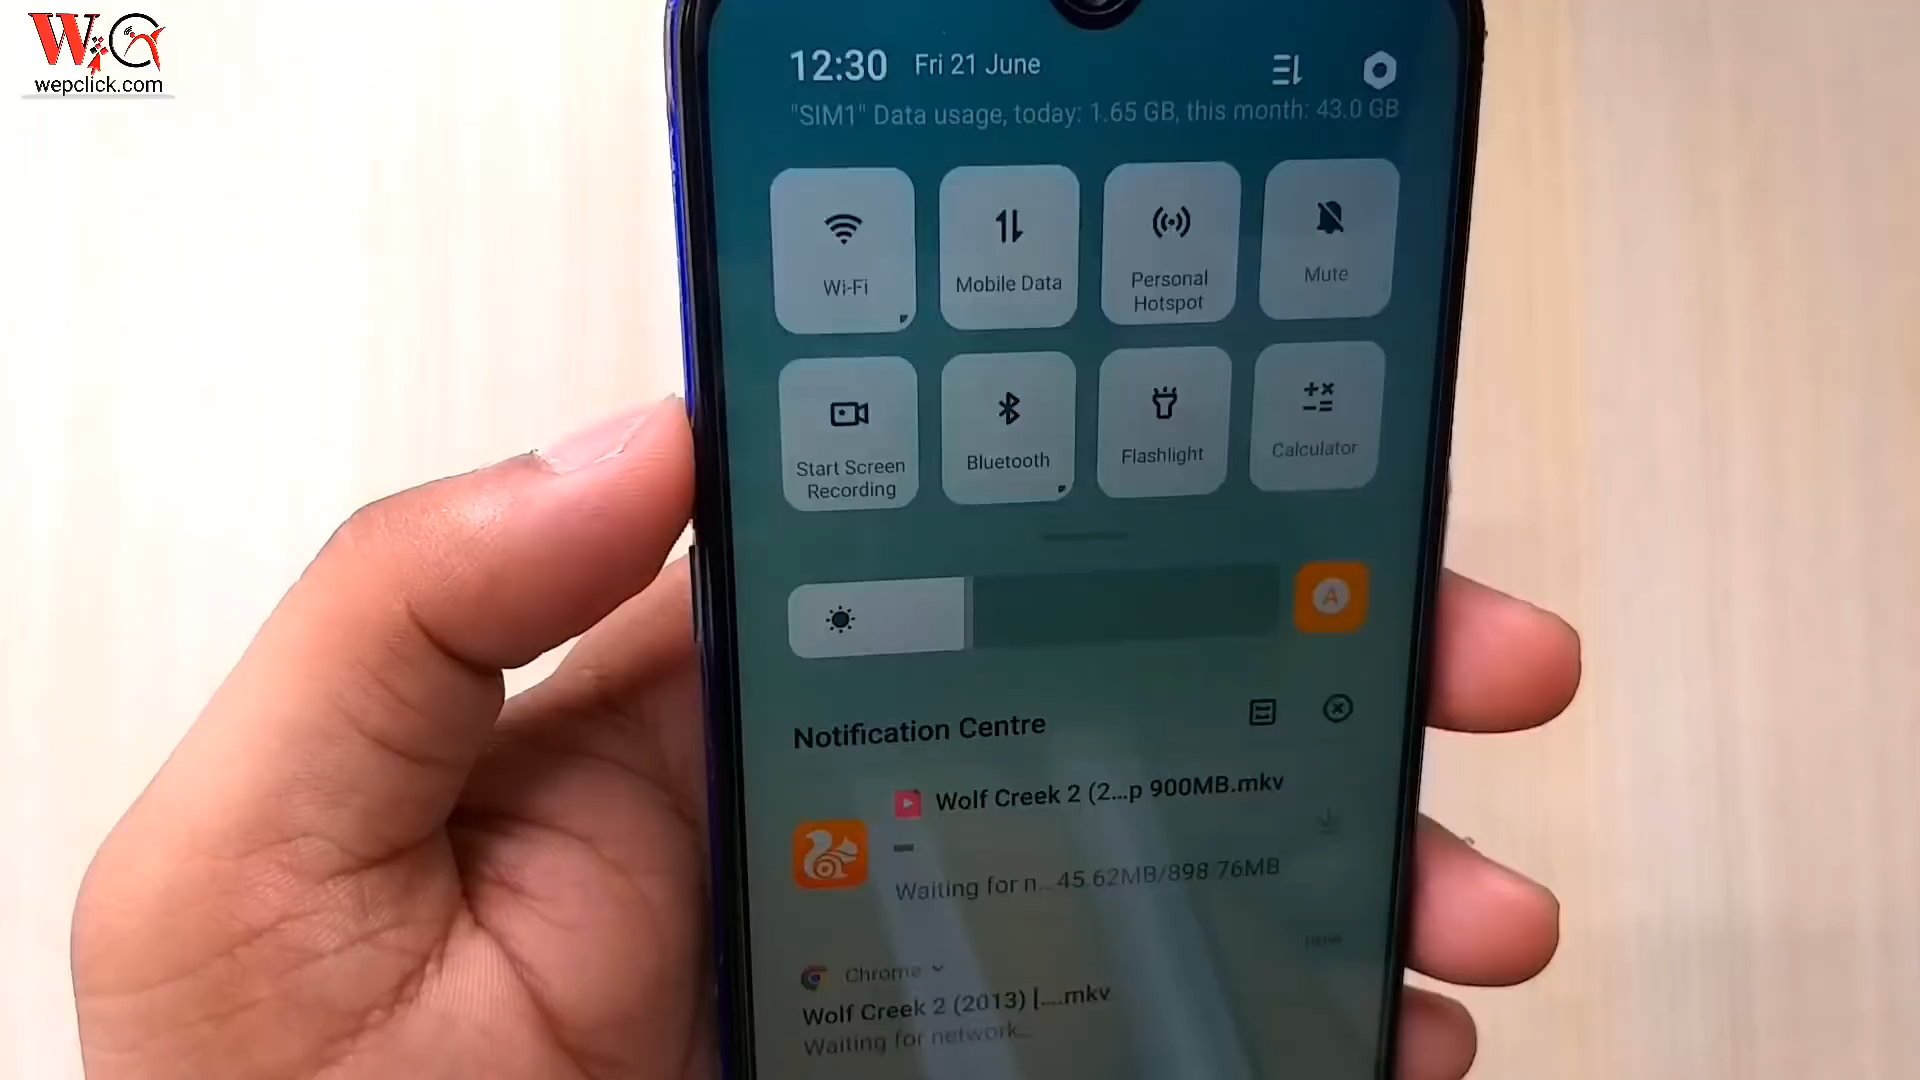 WC
wepclick.com
12:30 Fri 21 June
"SIM1" Data usage, today: 1.65 GB, this month: 43.0 GB
Wi-Fi
Mobile Data
Personal
Hotspot
Mute
Start Screen
Recording
Bluetooth
Flashlight
Calculator
A
Notification Centre
Wolf Creek 2 (2...p 900MB.mkv
Waiting for n... 45.62MB/898.76MB
now
Chrome
Wolf Creek 2 (2013) [....mkv
Waiting for network...